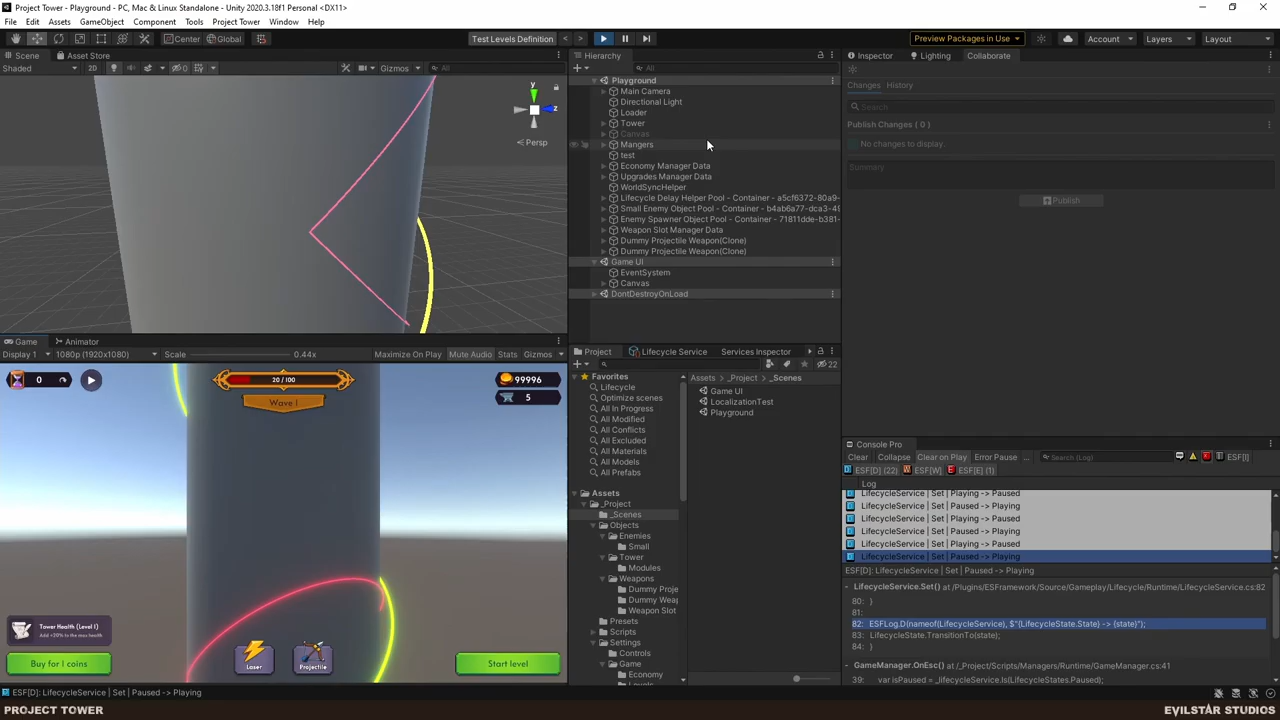 Project Tower - Playground - PC, Mac & Linux Standalone - Unity 2020.3.18f1 Personal* <DX11>
File Edit Assets GameObject Component Tools Project Tower Window Help
Center Global Test Levels Definition < > Preview Packages in Use Account Layers Layout
Scene Asset Store
Shaded 2D 0 Gizmos All
y
z
Persp
Hierarchy
All
Playground
Main Camera
Directional Light
Loader
Tower
Canvas
Mangers
test
Economy Manager Data
Upgrades Manager Data
WorldSyncHelper
Lifecycle Delay Helper Pool - Container - a5cf6372-80a9-
Small Enemy Object Pool - Container - b4ab6a77-dca3-49
Enemy Spawner Object Pool - Container - 71811dde-b381-
Weapon Slot Manager Data
Dummy Projectile Weapon(Clone)
Dummy Projectile Weapon(Clone)
Game UI
EventSystem
Canvas
DontDestroyOnLoad
Inspector Lighting Collaborate
Changes History
Search
Publish Changes ( 0 )
No changes to display.
Summary
Publish
Game Animator
Display 1 1080p (1920x1080) Scale 0.44x Maximize On Play Mute Audio Stats Gizmos
0
20 / 100
Wave 1
99996
5
Tower Health (Level 1)
Add +20% to the max health
Buy for 1 coins
Laser
Projectile
Start level
Project Lifecycle Service Services Inspector
22
Favorites
Lifecycle
Optimize scenes
All In Progress
All Modified
All Conflicts
All Excluded
All Materials
All Models
All Prefabs
Assets
_Project
_Scenes
Objects
Enemies
Small
Tower
Modules
Weapons
Dummy Proje
Dummy Weap
Weapon Slot
Presets
Scripts
Settings
Controls
Game
Economy
Levels
Assets > _Project > _Scenes
Game UI
LocalizationTest
Playground
Console Pro
Clear Collapse Clear on Play Error Pause ... Search (Log) ESF[I]
ESF[D] (22) ESF[W] ESF[E] (1)
Log
LifecycleService | Set | Playing -> Paused
LifecycleService | Set | Paused -> Playing
LifecycleService | Set | Playing -> Paused
LifecycleService | Set | Paused -> Playing
LifecycleService | Set | Playing -> Paused
LifecycleService | Set | Paused -> Playing
ESF[D]: LifecycleService | Set | Paused -> Playing
- LifecycleService.Set() at /Plugins/ESFramework/Source/Gameplay/Lifecycle/Runtime/LifecycleService.cs:82
80: }
81:
82: ESFLog.D(nameof(LifecycleService), $"{LifecycleState.State} -> {state}");
83: LifecycleState.TransitionTo(state);
84: }
- GameManager.OnEsc() at /_Project/Scripts/Managers/Runtime/GameManager.cs:41
39: var isPaused = _lifecycleService.Is(LifecycleStates.Paused);
ESF[D]: LifecycleService | Set | Paused -> Playing
PROJECT TOWER
EVILSTAR STUDIOS